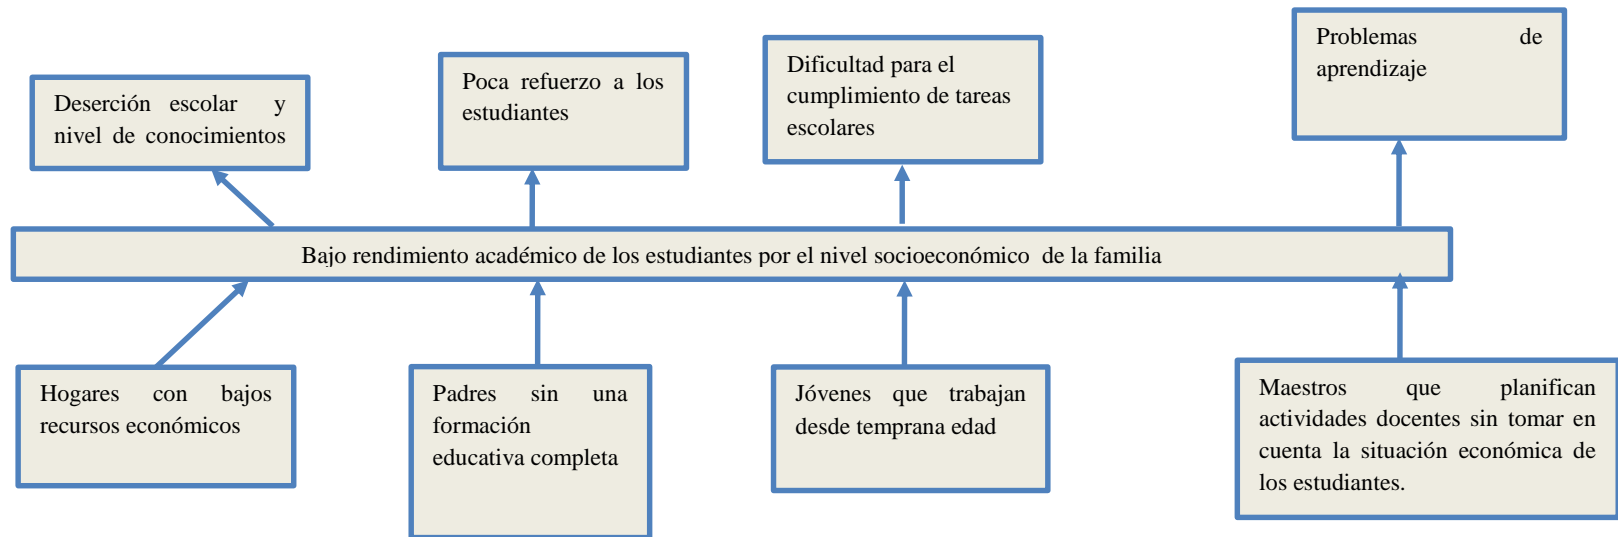 Deserción escolar y
nivel de conocimientos
Poca refuerzo a los
estudiantes
Dificultad para el
cumplimiento de tareas
escolares
Problemas de
aprendizaje
Bajo rendimiento académico de los estudiantes por el nivel socioeconómico de la familia
Hogares con bajos
recursos económicos
Padres sin una
formación
educativa completa
Jóvenes que trabajan
desde temprana edad
Maestros que planifican
actividades docentes sin tomar en
cuenta la situación económica de
los estudiantes.